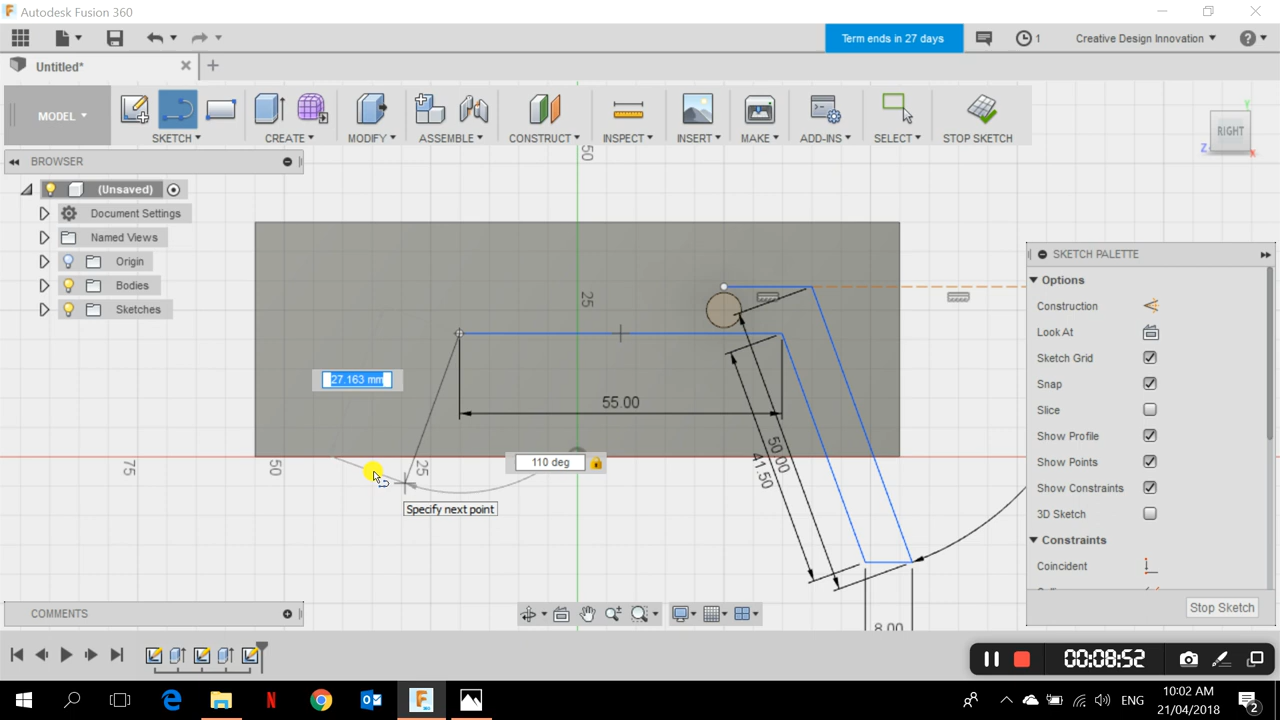 Autodesk Fusion 360
Term ends in 27 days
1
Creative Design Innovation
Untitled*
MODEL
SKETCH
CREATE
MODIFY
ASSEMBLE
CONSTRUCT
INSPECT
INSERT
MAKE
ADD-INS
SELECT
STOP SKETCH
Y
RIGHT
Z
X
BROWSER
(Unsaved)
Document Settings
Named Views
Origin
Bodies
Sketches
50
25
75
50
25
27.163 mm
55.00
110 deg
Specify next point
50.00
41.50
8.00
SKETCH PALETTE
Options
Construction
Look At
Sketch Grid
Snap
Slice
Show Profile
Show Points
Show Constraints
3D Sketch
Constraints
Coincident
Stop Sketch
COMMENTS
00:08:52
ENG
10:02 AM
21/04/2018
2